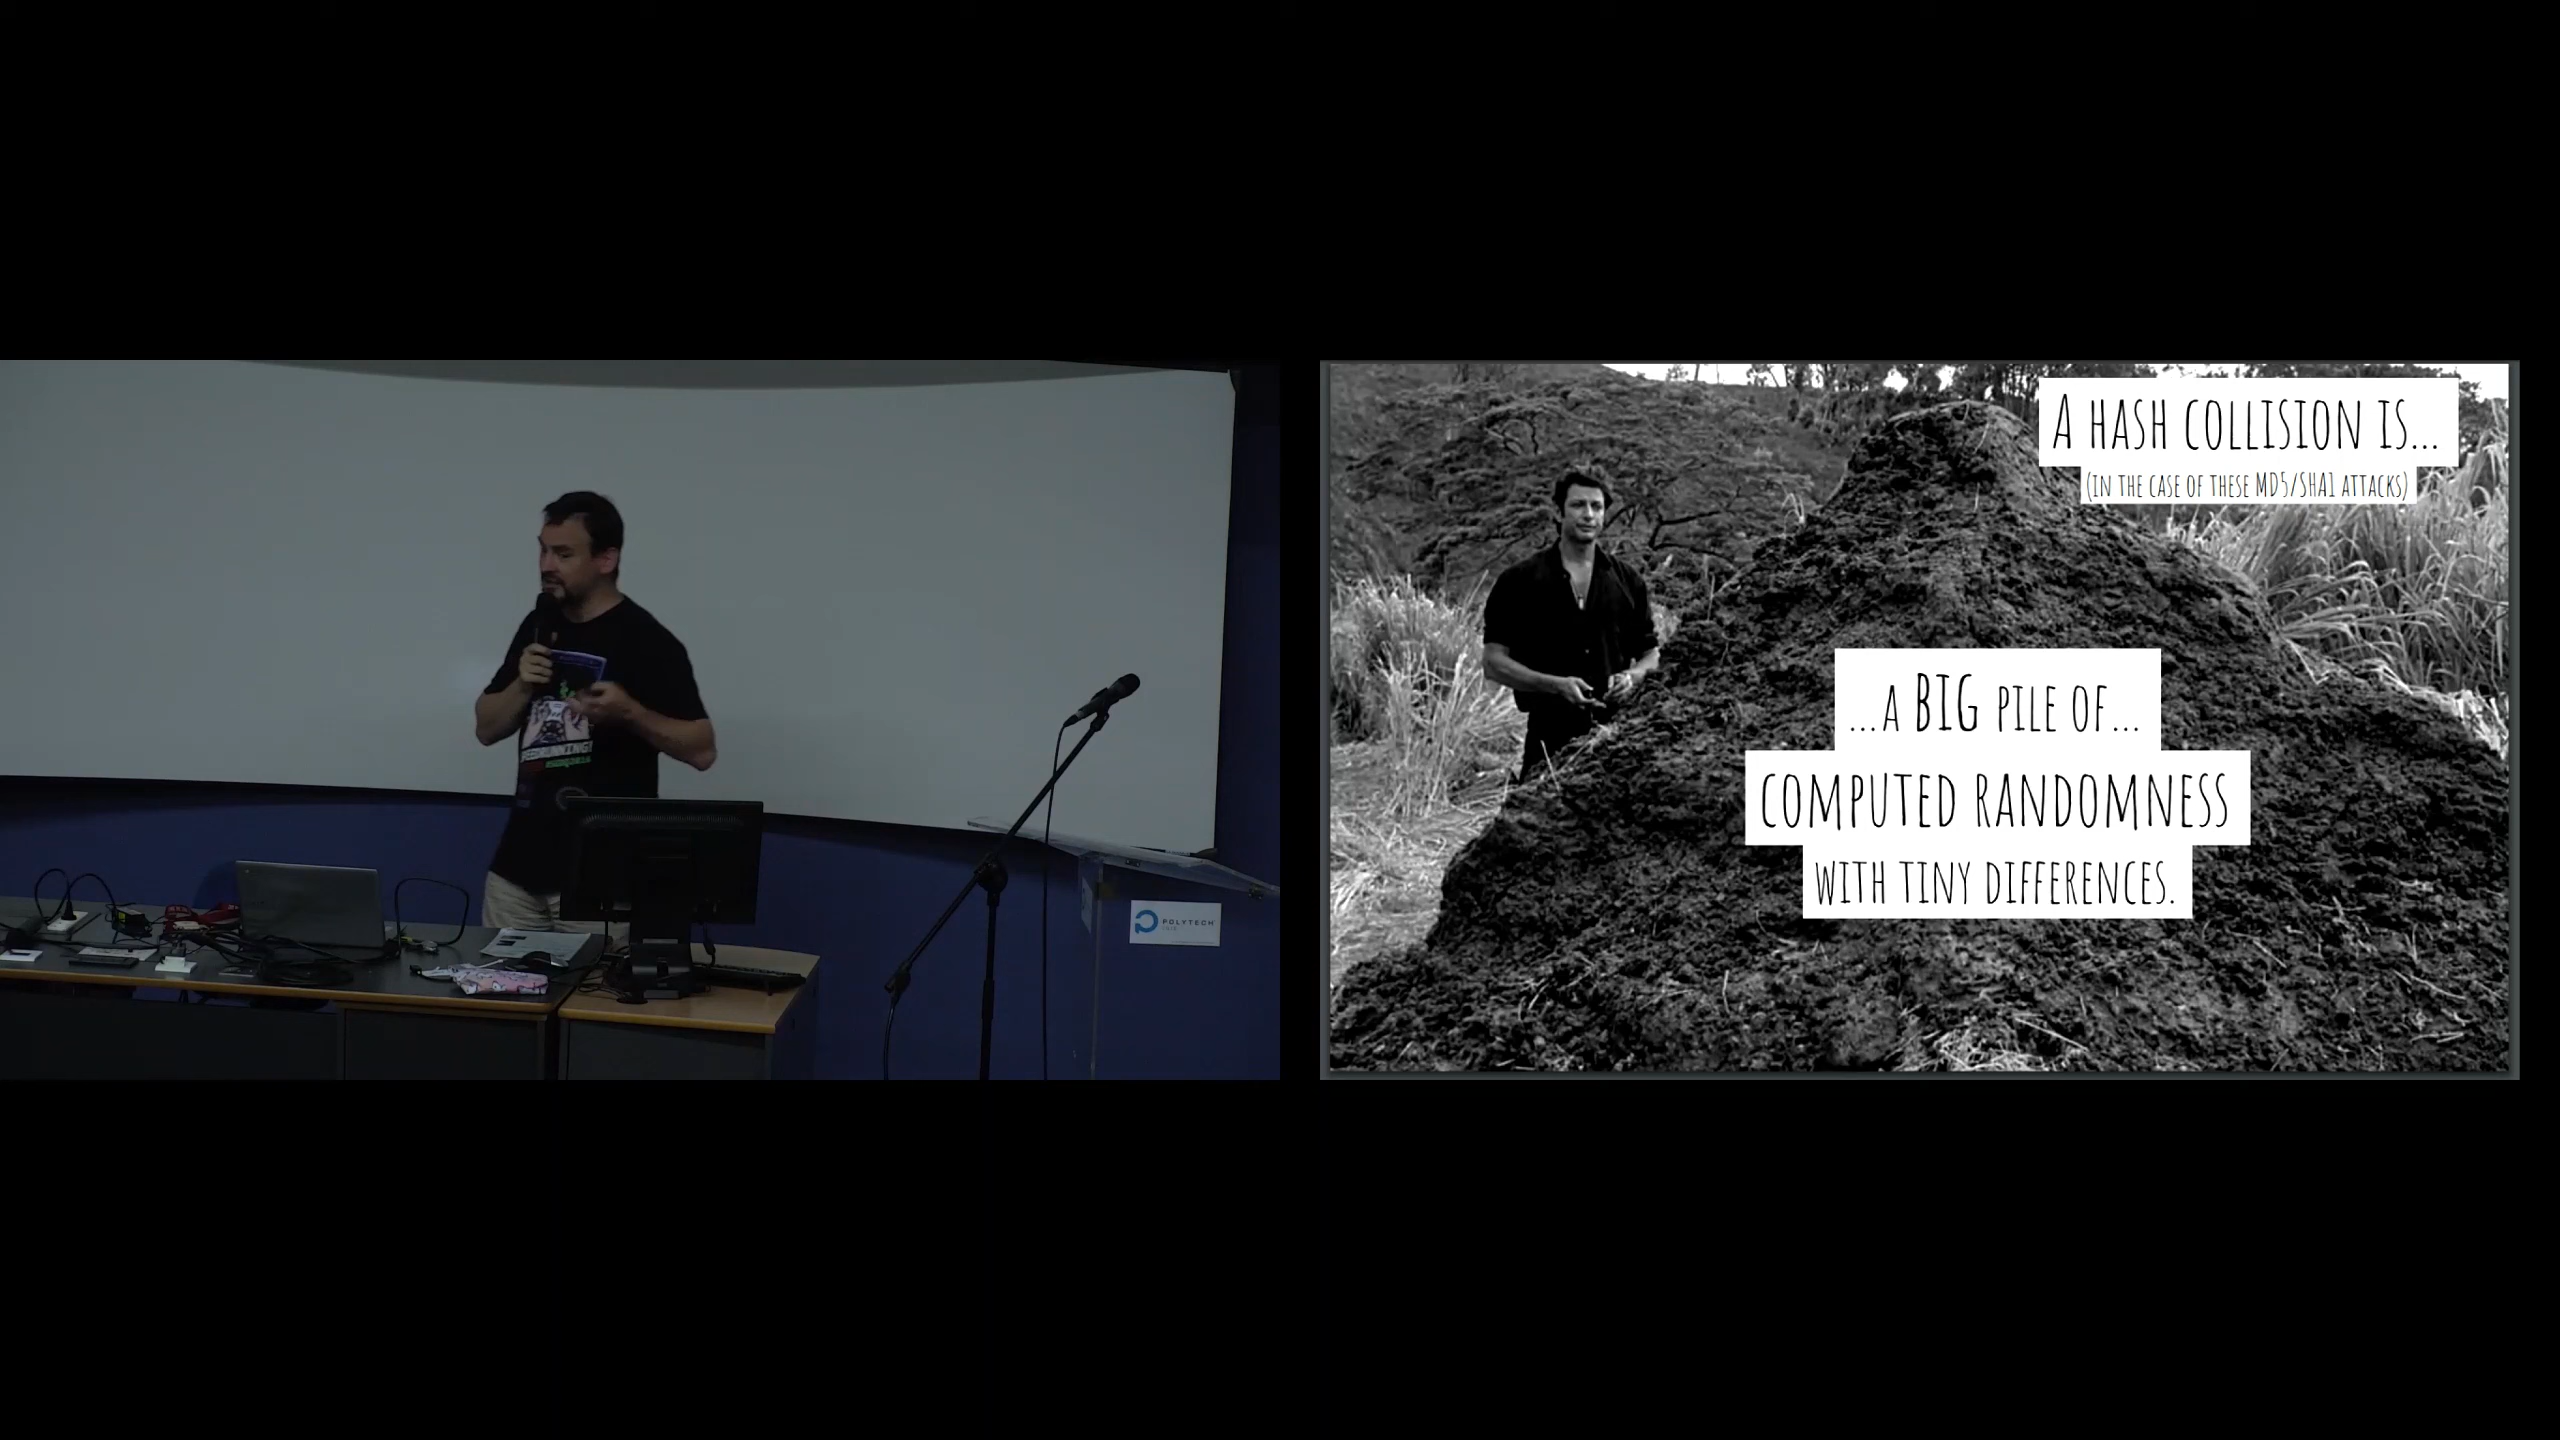 POLYTECH
A HASH COLLISION IS...
(IN THE CASE OF THESE MD5/SHA1 ATTACKS)
...A BIG PILE OF...
COMPUTED RANDOMNESS
WITH TINY DIFFERENCES.